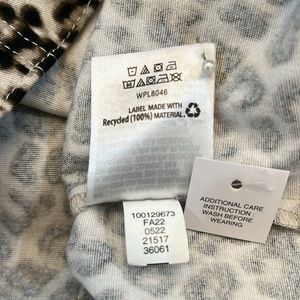 WPL8046
LABEL MADE WITH
Recycled (100%) MATERIAL.
100129673
FA22
0522
21517
36061
ADDITIONAL CARE
INSTRUCTION :
WASH BEFORE
WEARING